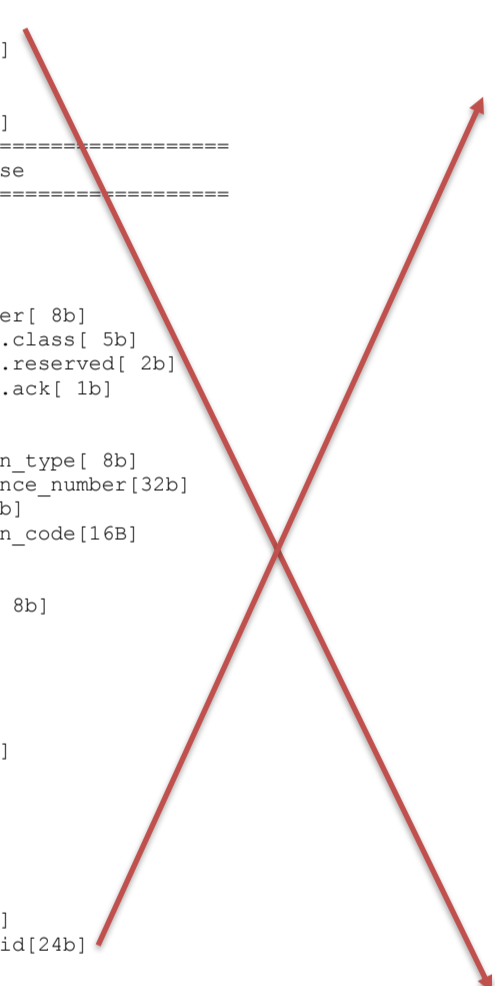 ]
]
==================
se
==================
er[ 8b]
.class[ 5b]
.reserved[ 2b]
.ack[ 1b]
n_type[ 8b]
nce_number[32b]
b]
n_code[16B]
8b]
]
]
id[24b]